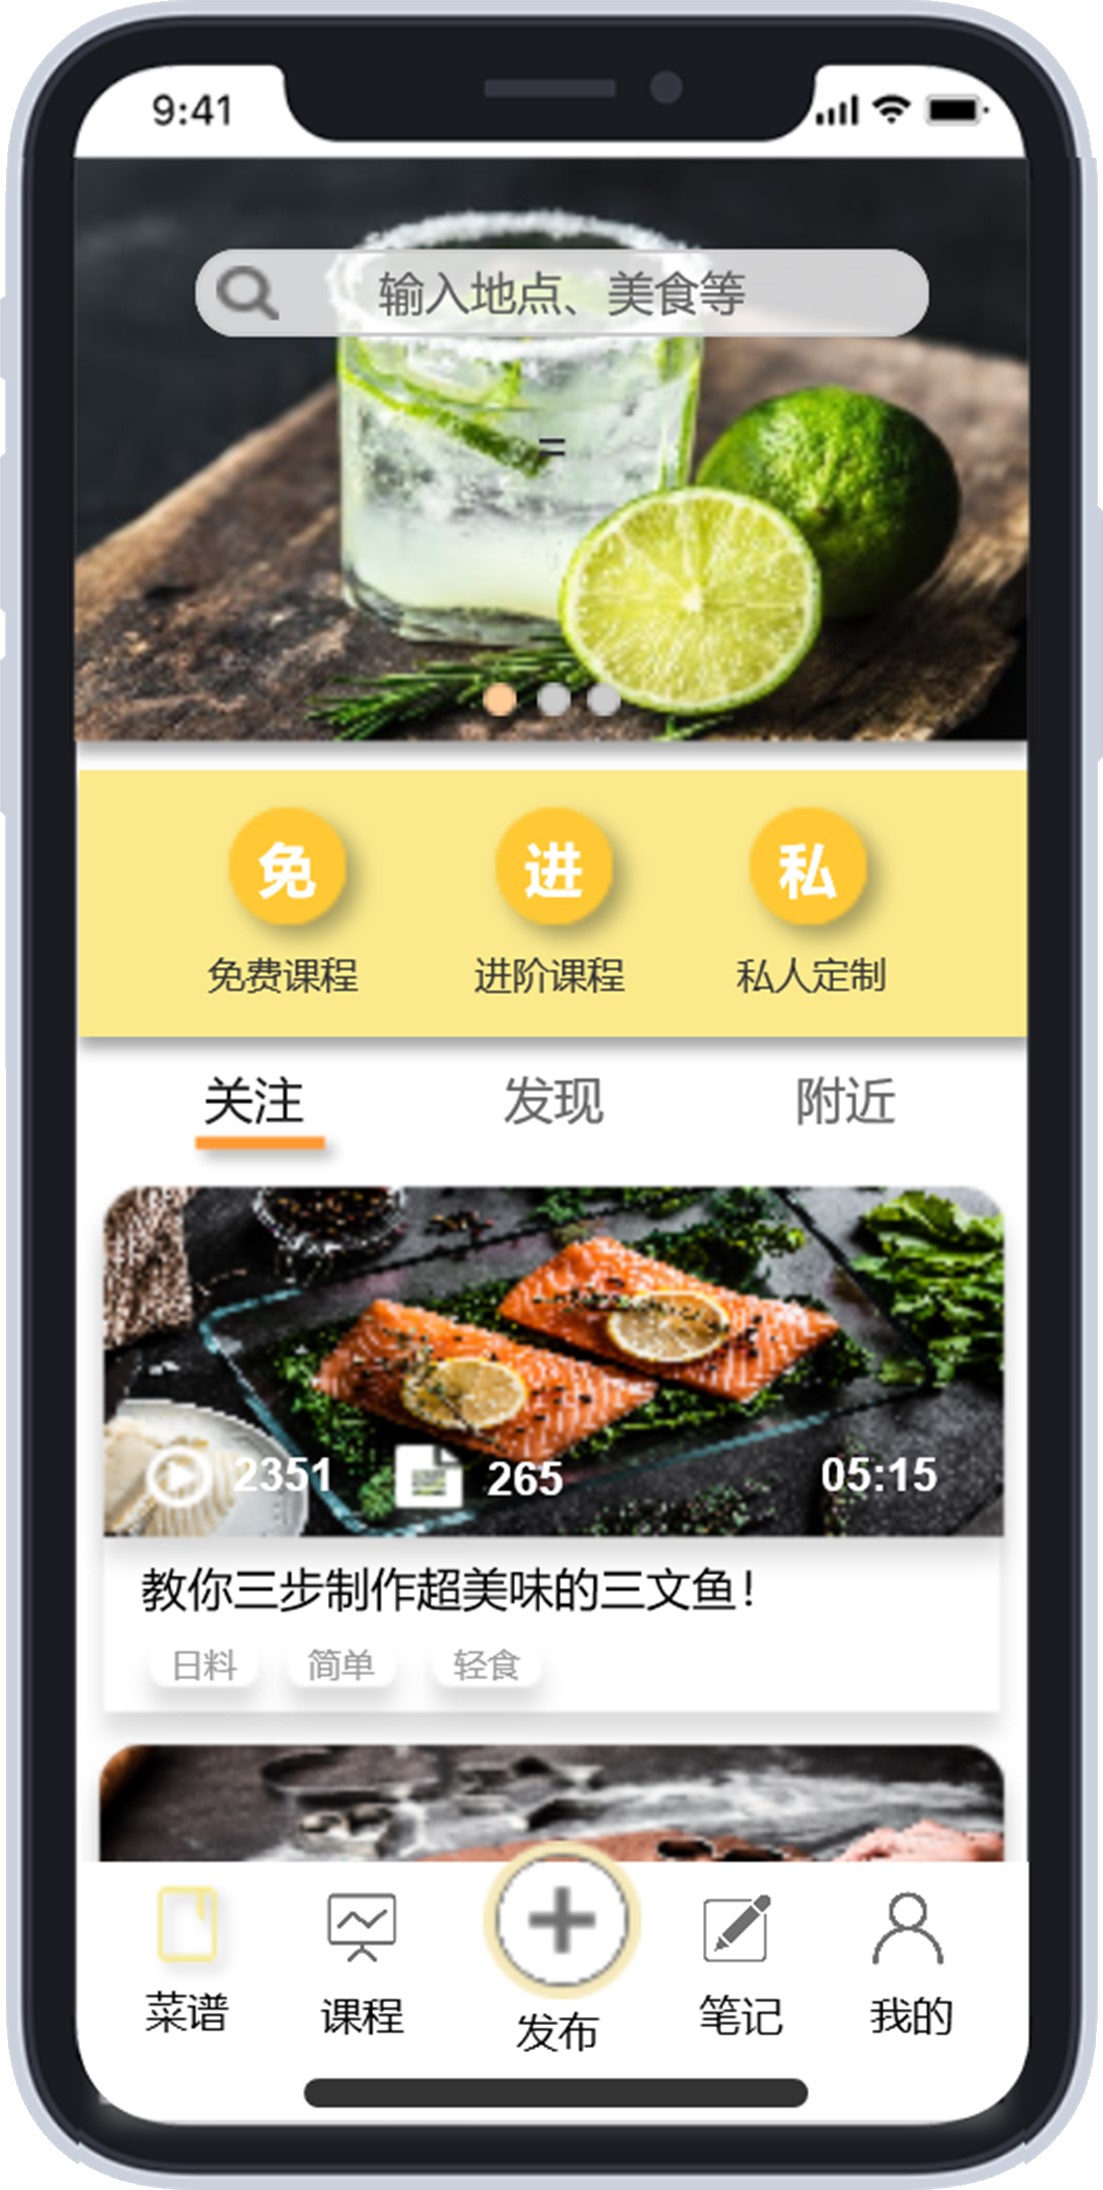 9:41
输入地点、美食等
=
免 进 私
免费课程 进阶课程 私人定制
关注 发现 附近
2351 265 05:15
教你三步制作超美味的三文鱼！
日料 简单 轻食
菜谱 课程 发布 笔记 我的